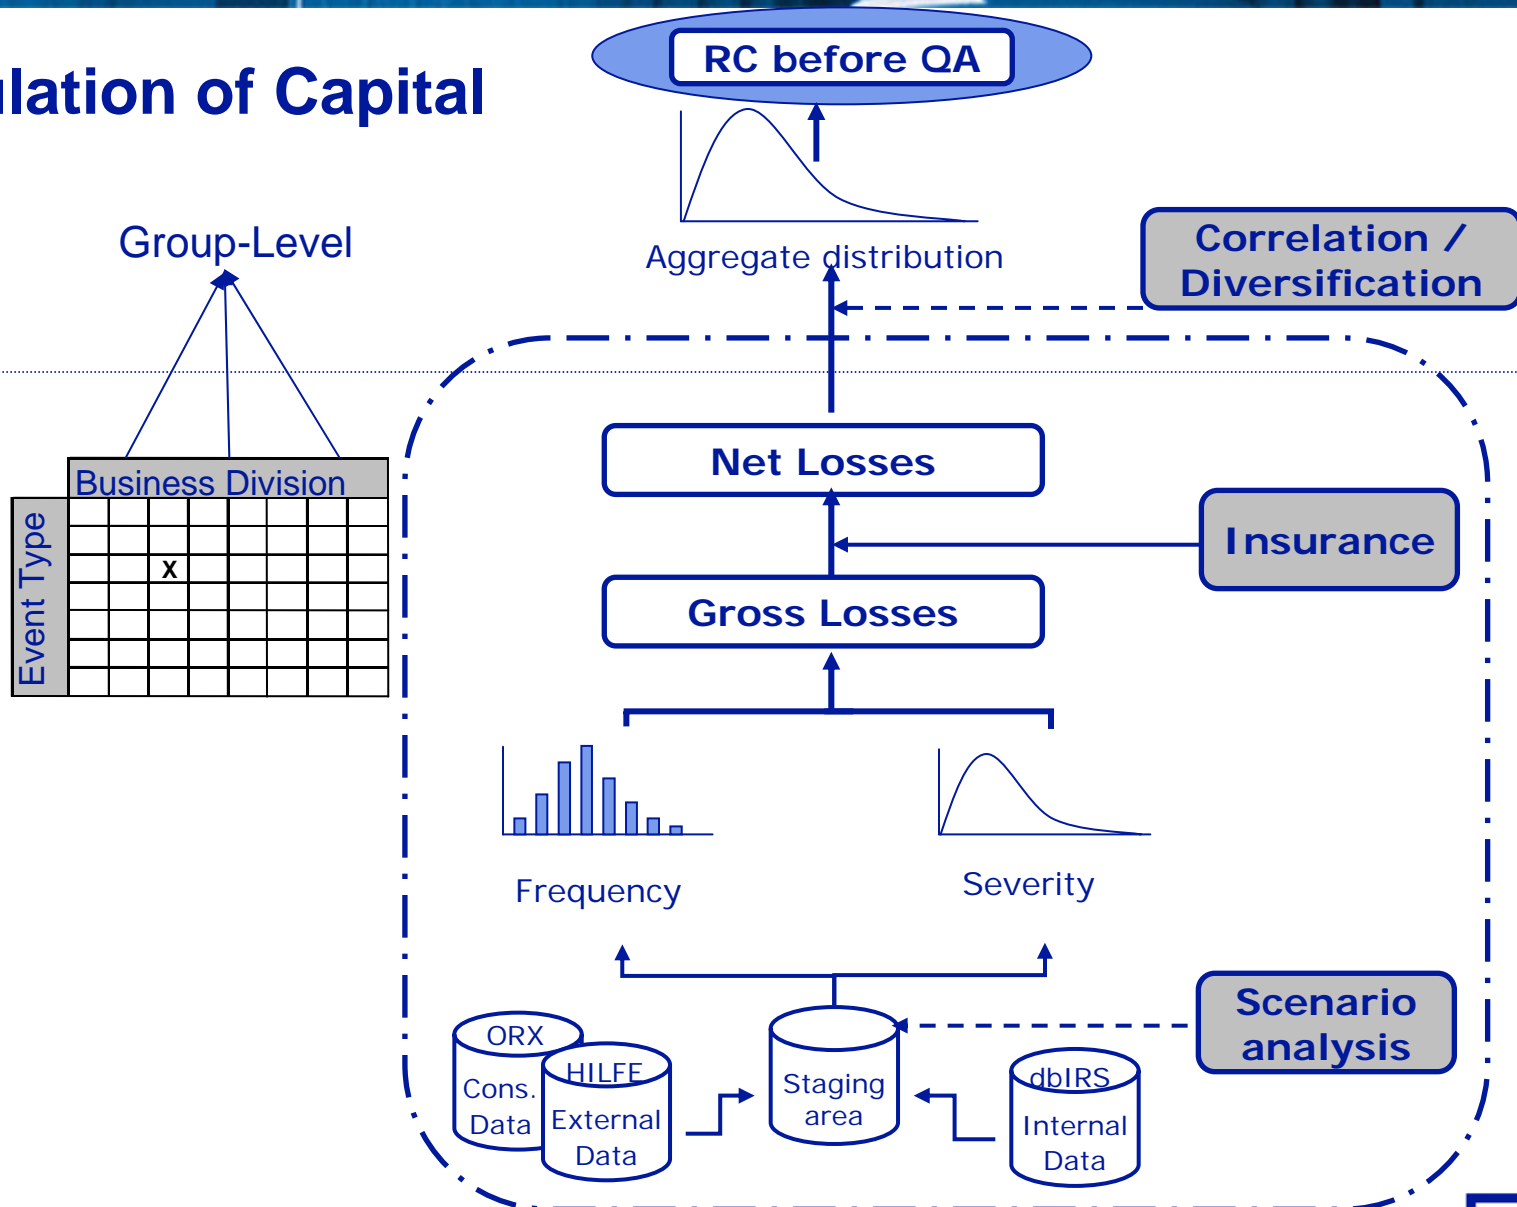 ulation of Capital
RC before QA
Group-Level
Aggregate distribution
Correlation /
Diversification
Business Division
Event Type
X
Net Losses
Insurance
Gross Losses
Frequency
Severity
Scenario
analysis
ORX
Cons.
Data
HILFE
External
Data
Staging
area
dbIRS
Internal
Data